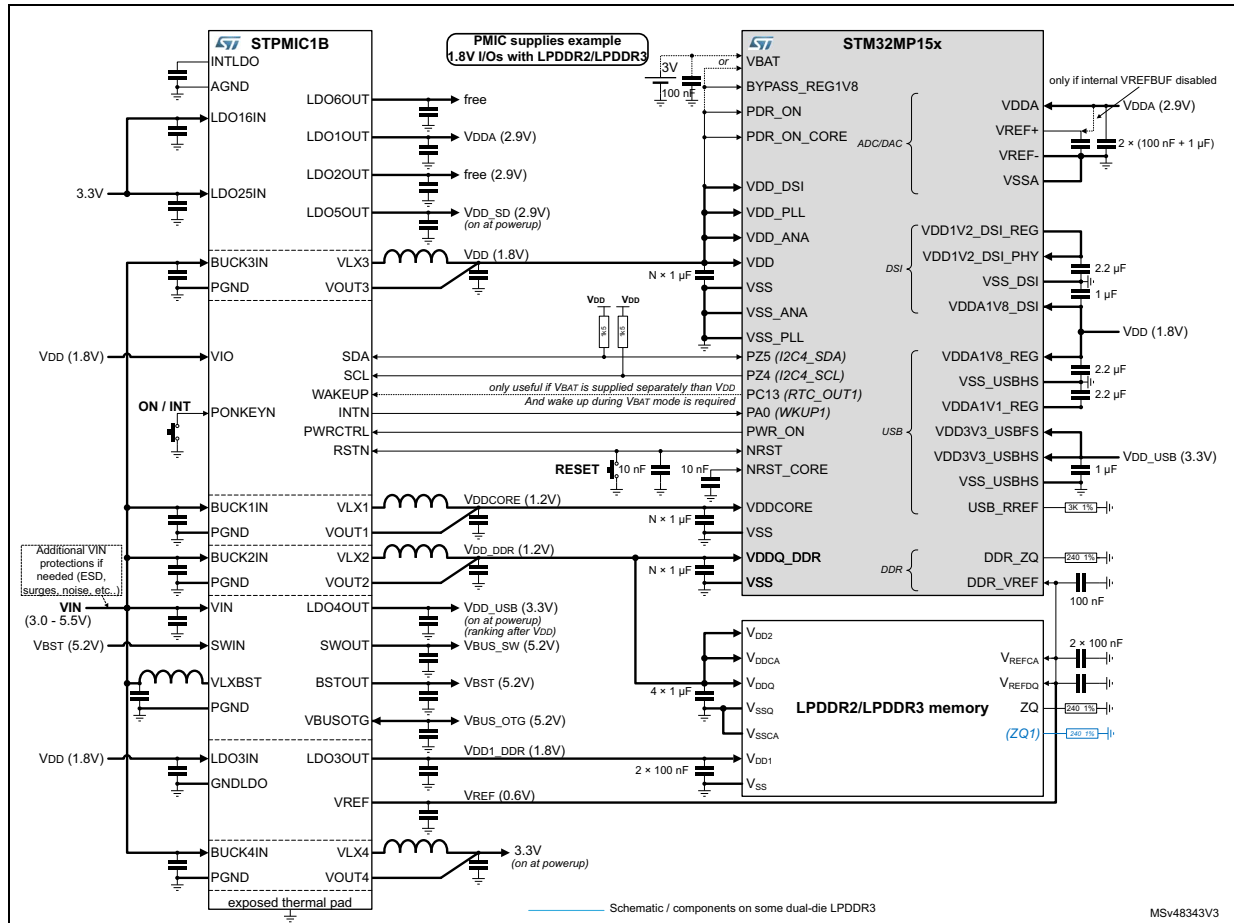 STPMIC1B
PMIC supplies example
1.8V I/Os with LPDDR2/LPDDR3
STM32MP15x
INTLDO
AGND
LDO16IN
3.3V
LDO25IN
BUCK3IN
PGND
VDD (1.8V)
VIO
ON / INT
PONKEYN
BUCK1IN
PGND
Additional VIN
protections if
needed (ESD,
surges, noise, etc..)
BUCK2IN
PGND
VIN
(3.0 - 5.5V)
VIN
VBST (5.2V)
SWIN
VLXBST
PGND
VDD (1.8V)
LDO3IN
GNDLDO
BUCK4IN
PGND
exposed thermal pad
LDO6OUT
free
LDO1OUT
VDDA (2.9V)
LDO2OUT
free (2.9V)
LDO5OUT
VDD_SD (2.9V)
(on at powerup)
VLX3
VDD (1.8V)
VOUT3
SDA
SCL
WAKEUP
INTN
PWRCTRL
RSTN
VLX1
VDDCORE (1.2V)
VOUT1
VLX2
VDD_DDR (1.2V)
VOUT2
LDO4OUT
VDD_USB (3.3V)
(on at powerup)
(ranking after VDD)
SWOUT
VBUS_SW (5.2V)
BSTOUT
VBST (5.2V)
VBUSOTG
VBUS_OTG (5.2V)
LDO3OUT
VDD1_DDR (1.8V)
VREF
VREF (0.6V)
VLX4
3.3V
(on at powerup)
VOUT4
3V
100 nF
or
N × 1 µF
VDD VDD
1k5 1k5
only useful if VBAT is supplied separately than VDD
And wake up during VBAT mode is required
RESET
10 nF
10 nF
N × 1 µF
N × 1 µF
4 × 1 µF
2 × 100 nF
VBAT
BYPASS_REG1V8
PDR_ON
PDR_ON_CORE
VDD_DSI
VDD_PLL
VDD_ANA
VDD
VSS
VSS_ANA
VSS_PLL
PZ5 (I2C4_SDA)
PZ4 (I2C4_SCL)
PC13 (RTC_OUT1)
PA0 (WKUP1)
PWR_ON
NRST
NRST_CORE
VDDCORE
VSS
VDDQ_DDR
VSS
ADC/DAC
DSI
USB
DDR
only if internal VREFBUF disabled
VDDA
VDDA (2.9V)
VREF+
2 × (100 nF + 1 µF)
VREF-
VSSA
VDD1V2_DSI_REG
VDD1V2_DSI_PHY
2.2 µF
VSS_DSI
1 µF
VDDA1V8_DSI
VDD (1.8V)
VDDA1V8_REG
2.2 µF
VSS_USBHS
2.2 µF
VDDA1V1_REG
VDD3V3_USBFS
VDD3V3_USBHS
VDD_USB (3.3V)
1 µF
VSS_USBHS
USB_RREF
3K 1%
DDR_ZQ
240 1%
DDR_VREF
100 nF
LPDDR2/LPDDR3 memory
VDD2
VDDCA
VDDQ
VSSQ
VSSCA
VDD1
VSS
2 × 100 nF
VREFCA
VREFDQ
ZQ
240 1%
(ZQ1)
240 1%
Schematic / components on some dual-die LPDDR3
MSv48343V3